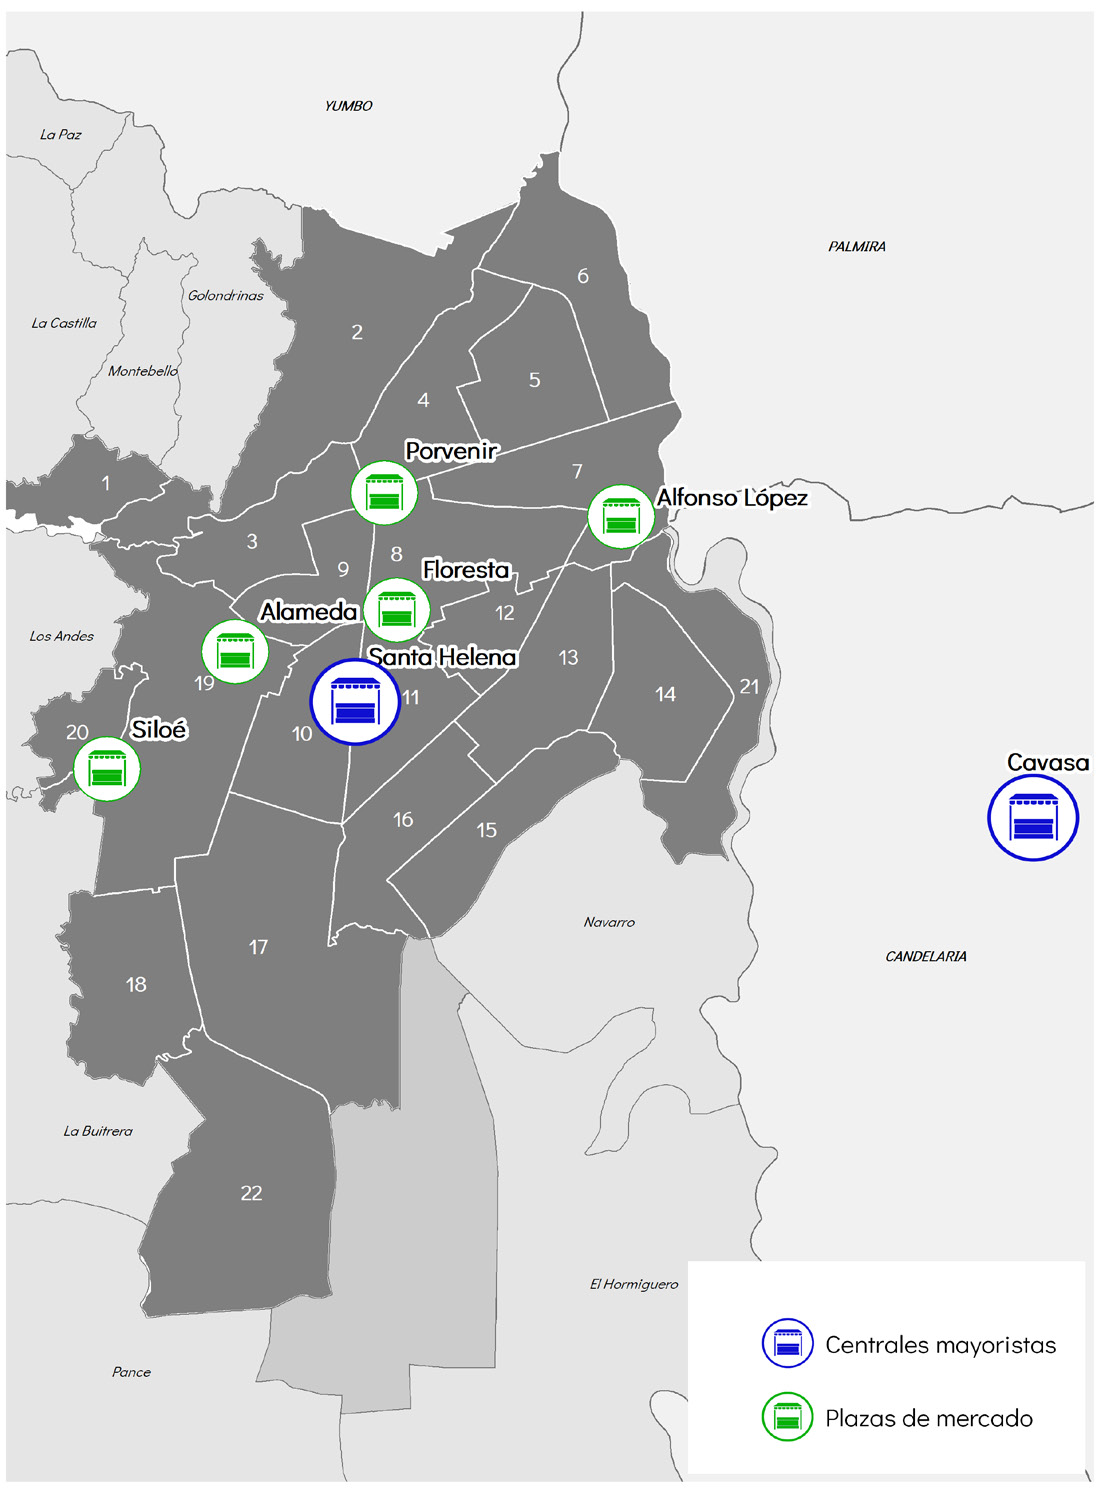 YUMBO
La Paz
PALMIRA
6
Golondrinas
La Castilla
2
Montebello
5
4
Porvenir
7
1
Alfonso López
3
8
9
Floresta
Alameda
12
Los Andes
Santa Helena
13
19
11
14
21
20
Siloé
10
Cavasa
16
15
Navarro
17
CANDELARIA
18
La Buitrera
22
El Hormiguero
Pance
Centrales mayoristas
Plazas de mercado